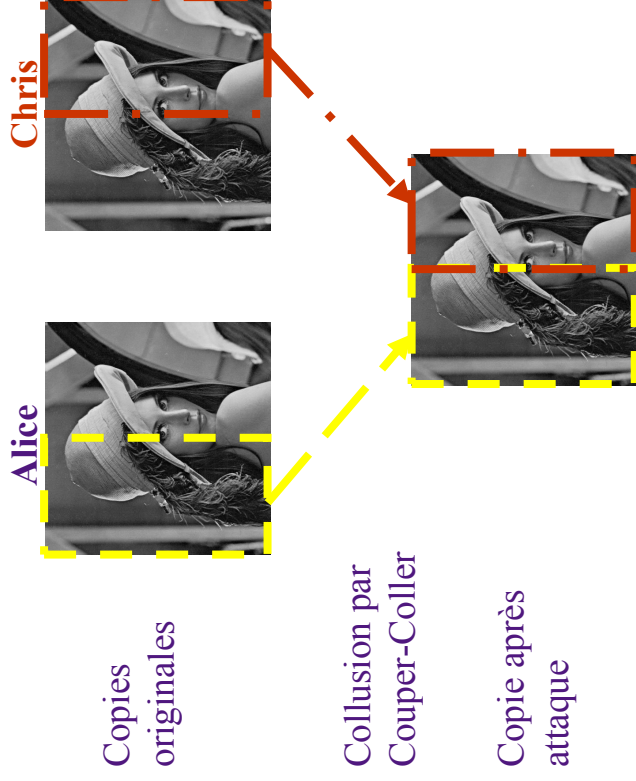 Alice
Chris
Copies
originales
Collusion par
Couper-Coller
Copie après
attaque